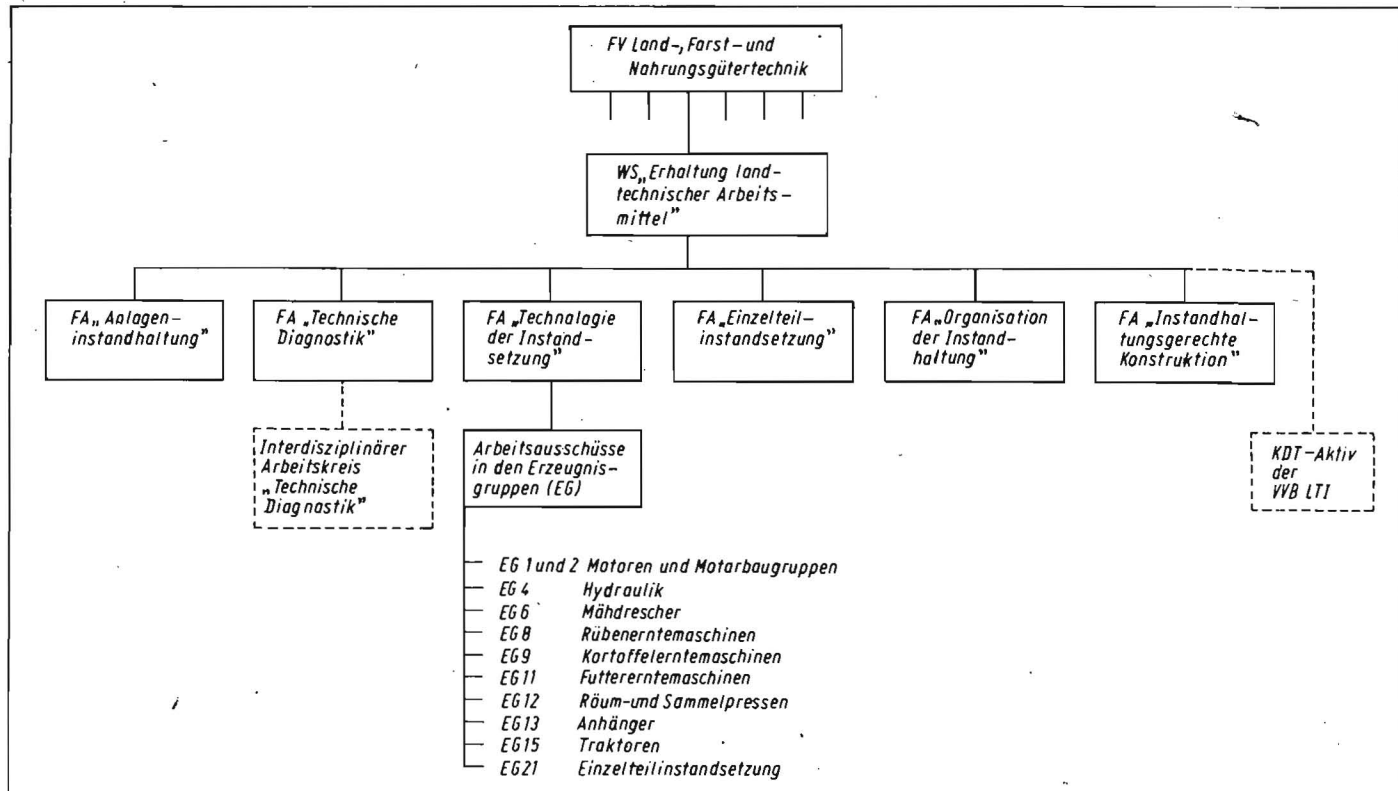 FV Land-, Forst- und
Nahrungsgütertechnik
WS „Erhaltung land-
technischer Arbeits-
mittel”
FA „Anlagen-
instandhaltung”
FA „Technische
Diagnostik”
FA „Technologie
der Instand-
setzung”
FA „Einzelteil-
instandsetzung”
FA „Organisation
der Instand-
haltung”
FA „Instandhal-
tungsgerechte
Konstruktion”
Interdisziplinärer
Arbeitskreis
„Technische
Diagnostik”
Arbeitsausschüsse
in den Erzeugnis-
gruppen (EG)
KDT-Aktiv
der
VVB LTI
EG 1 und 2 Motoren und Motorbaugruppen
EG 4 Hydraulik
EG 6 Mähdrescher
EG 8 Rübenerntemaschinen
EG 9 Kartoffelerntemaschinen
EG 11 Futtererntemaschinen
EG 12 Räum- und Sammelpressen
EG 13 Anhänger
EG 15 Traktoren
EG 21 Einzelteilinstandsetzung